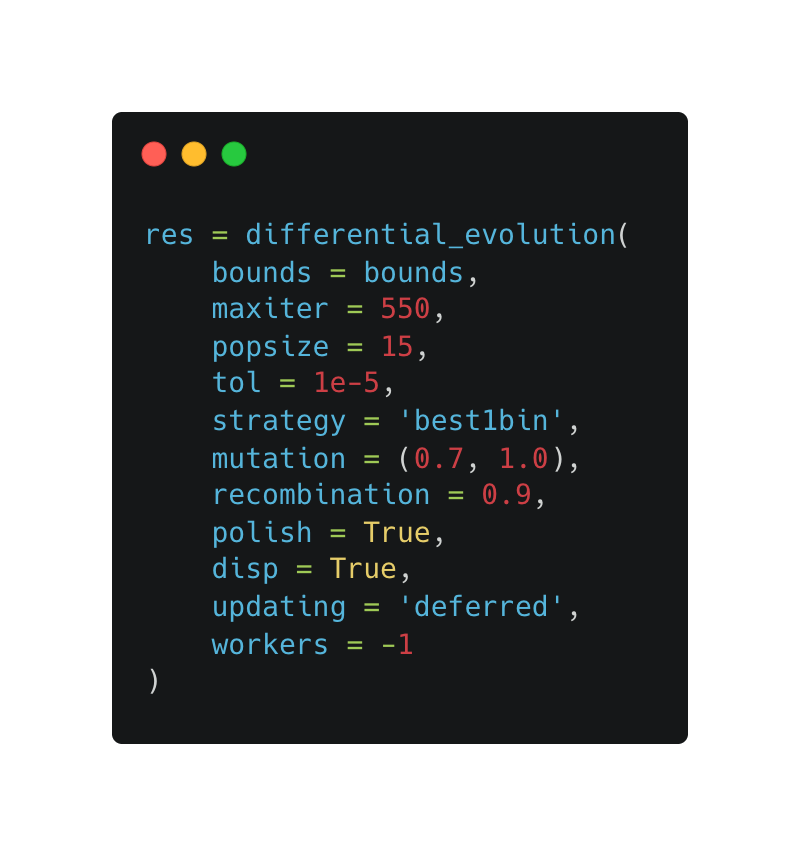 res = differential_evolution(
    bounds = bounds,
    maxiter = 550,
    popsize = 15,
    tol = 1e-5,
    strategy = 'best1bin',
    mutation = (0.7, 1.0),
    recombination = 0.9,
    polish = True,
    disp = True,
    updating = 'deferred',
    workers = -1
)